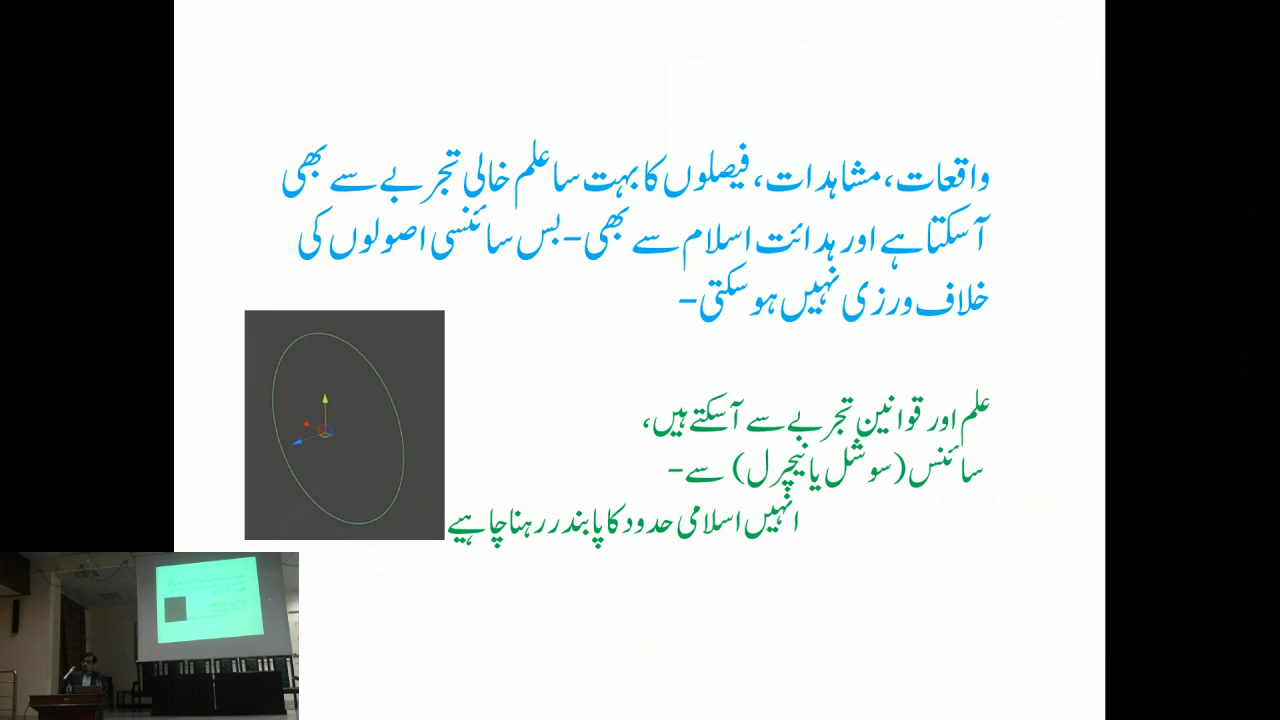 واقعات، مشاہدات، فیصلوں کا بہت سا علم خالی تجربے سے بھی
آسکتا ہے اور ہدائت اسلام سے بھی - بس سائنسی اصولوں کی
خلاف ورزی نہیں ہو سکتی -
علم اور قوانین تجربے سے آسکتے ہیں،
سائنس (سوشل یا نیچرل) سے -
انہیں اسلامی حدود کا پابند ر رہنا چاہیے